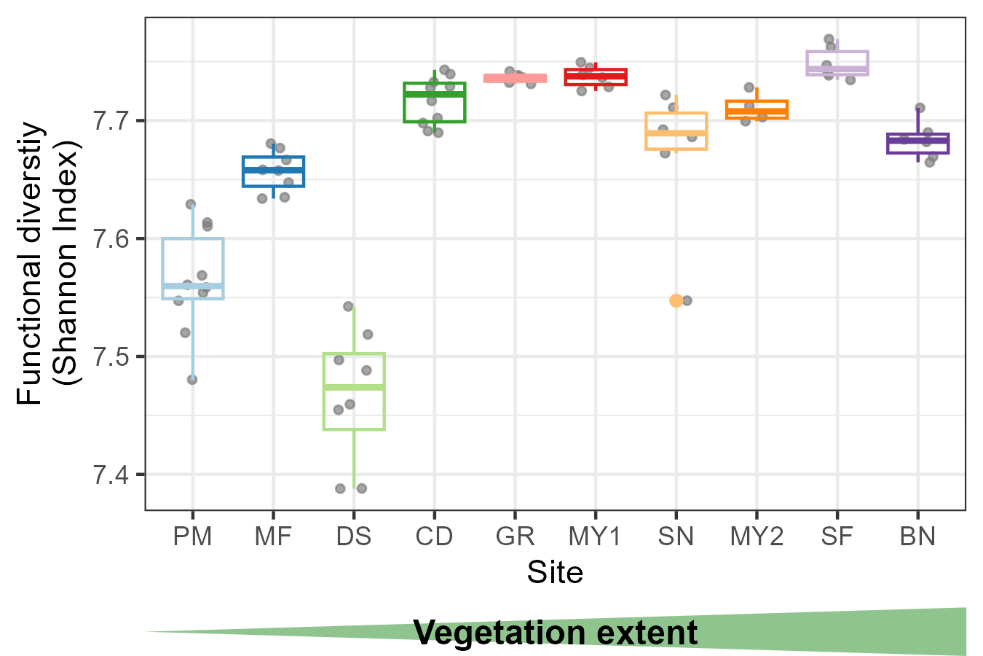 Functional diverstiy
(Shannon Index)
7.7
7.6
7.5
7.4
PM MF DS CD GR MY1 SN MY2 SF BN
Site
Vegetation extent